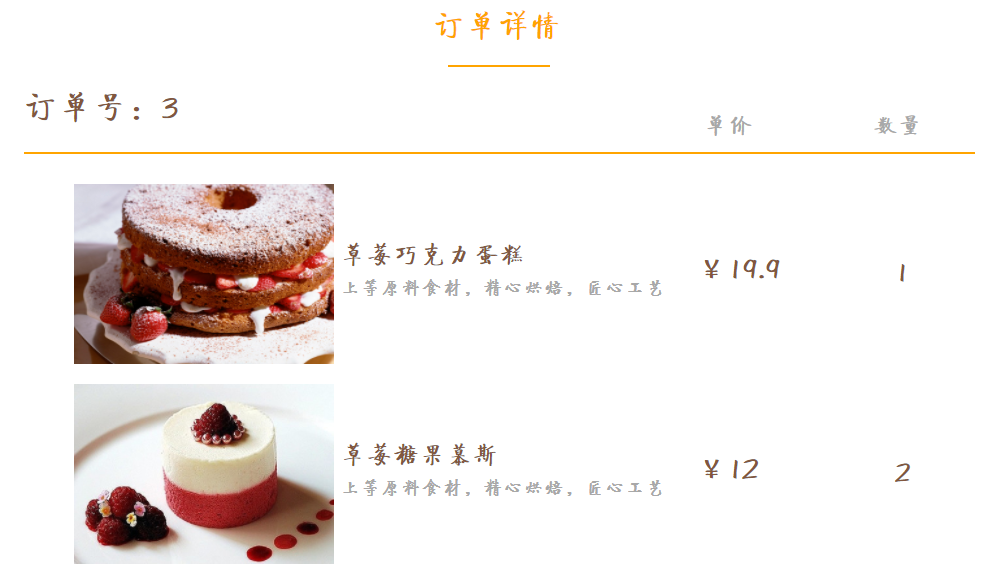 订单详情
订单号：3
单价 数量
草莓巧克力蛋糕
上等原料食材，精心烘焙，匠心工艺
￥19.9 1
草莓糖果慕斯
上等原料食材，精心烘焙，匠心工艺
￥12 2